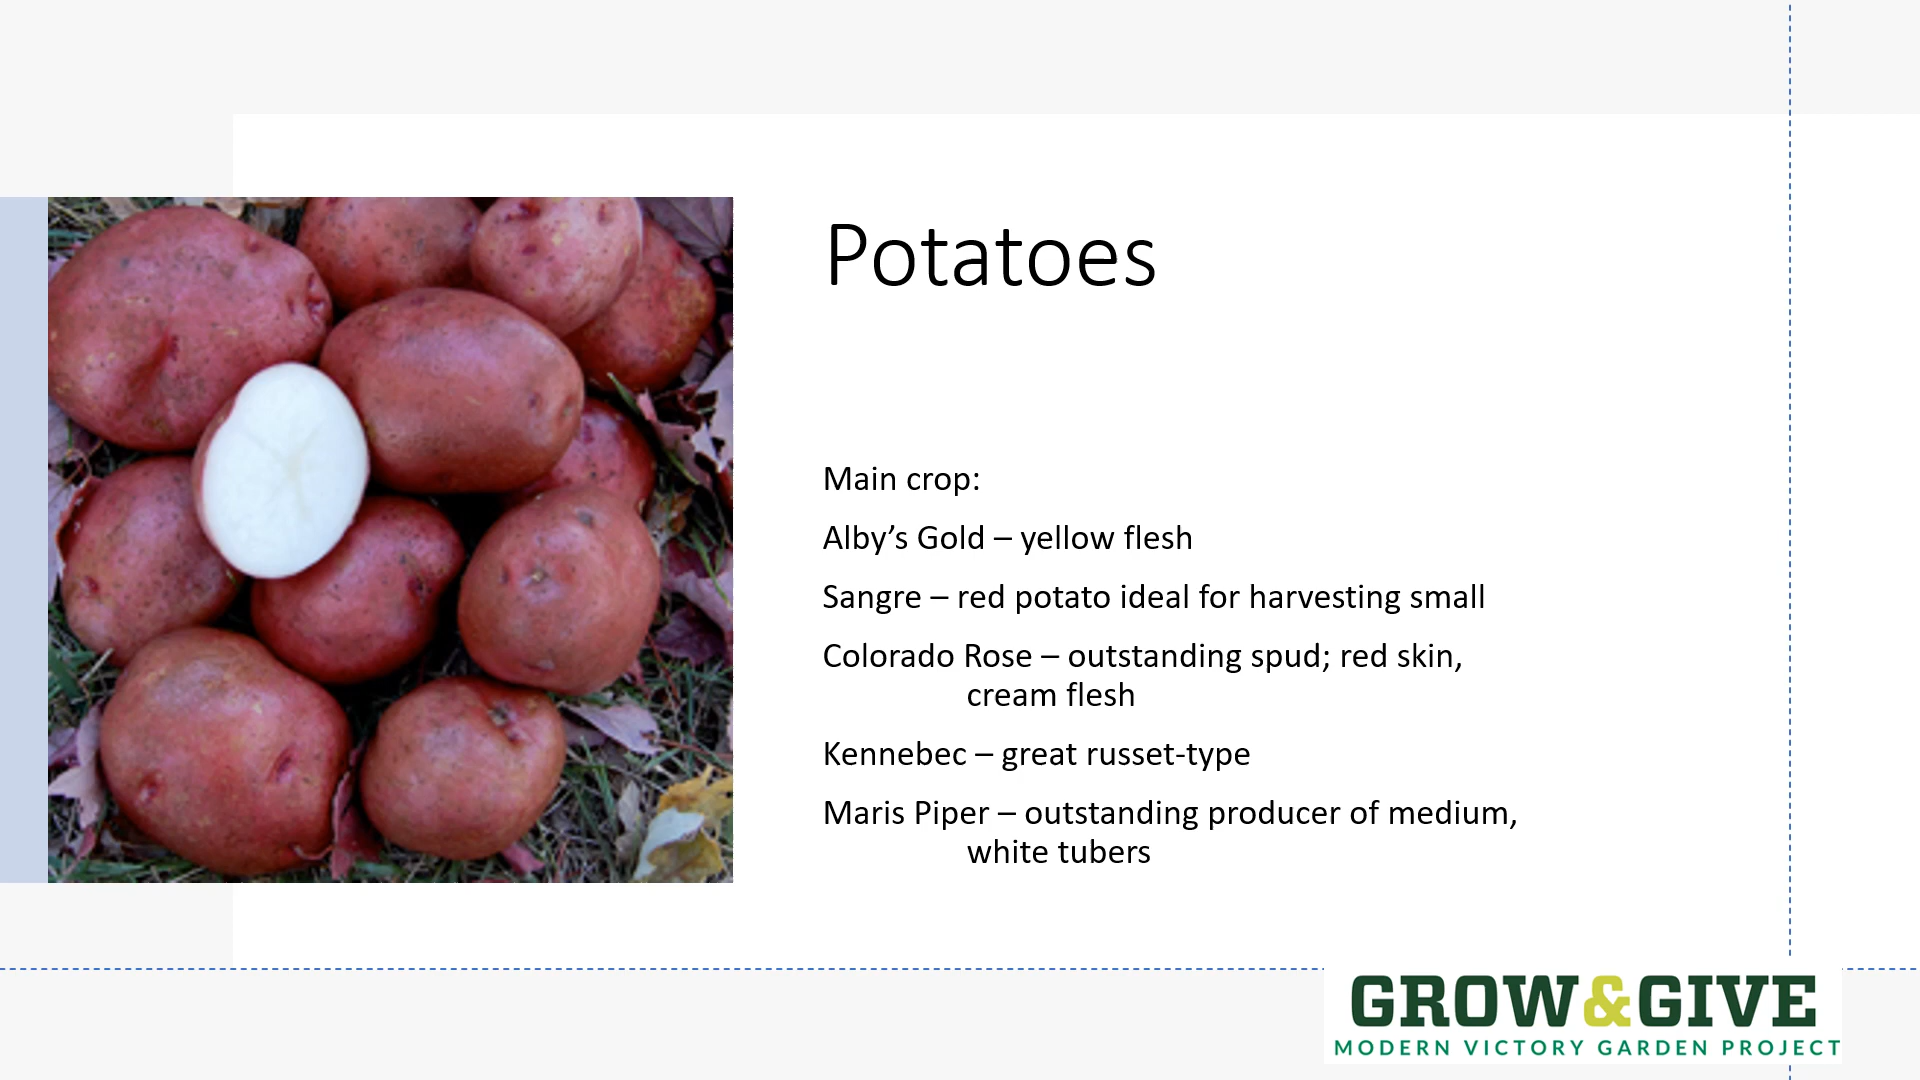 Potatoes
Main crop:
Alby’s Gold – yellow flesh
Sangre – red potato ideal for harvesting small
Colorado Rose – outstanding spud; red skin,
cream flesh
Kennebec – great russet-type
Maris Piper – outstanding producer of medium,
white tubers
GROW&GIVE
MODERN VICTORY GARDEN PROJECT